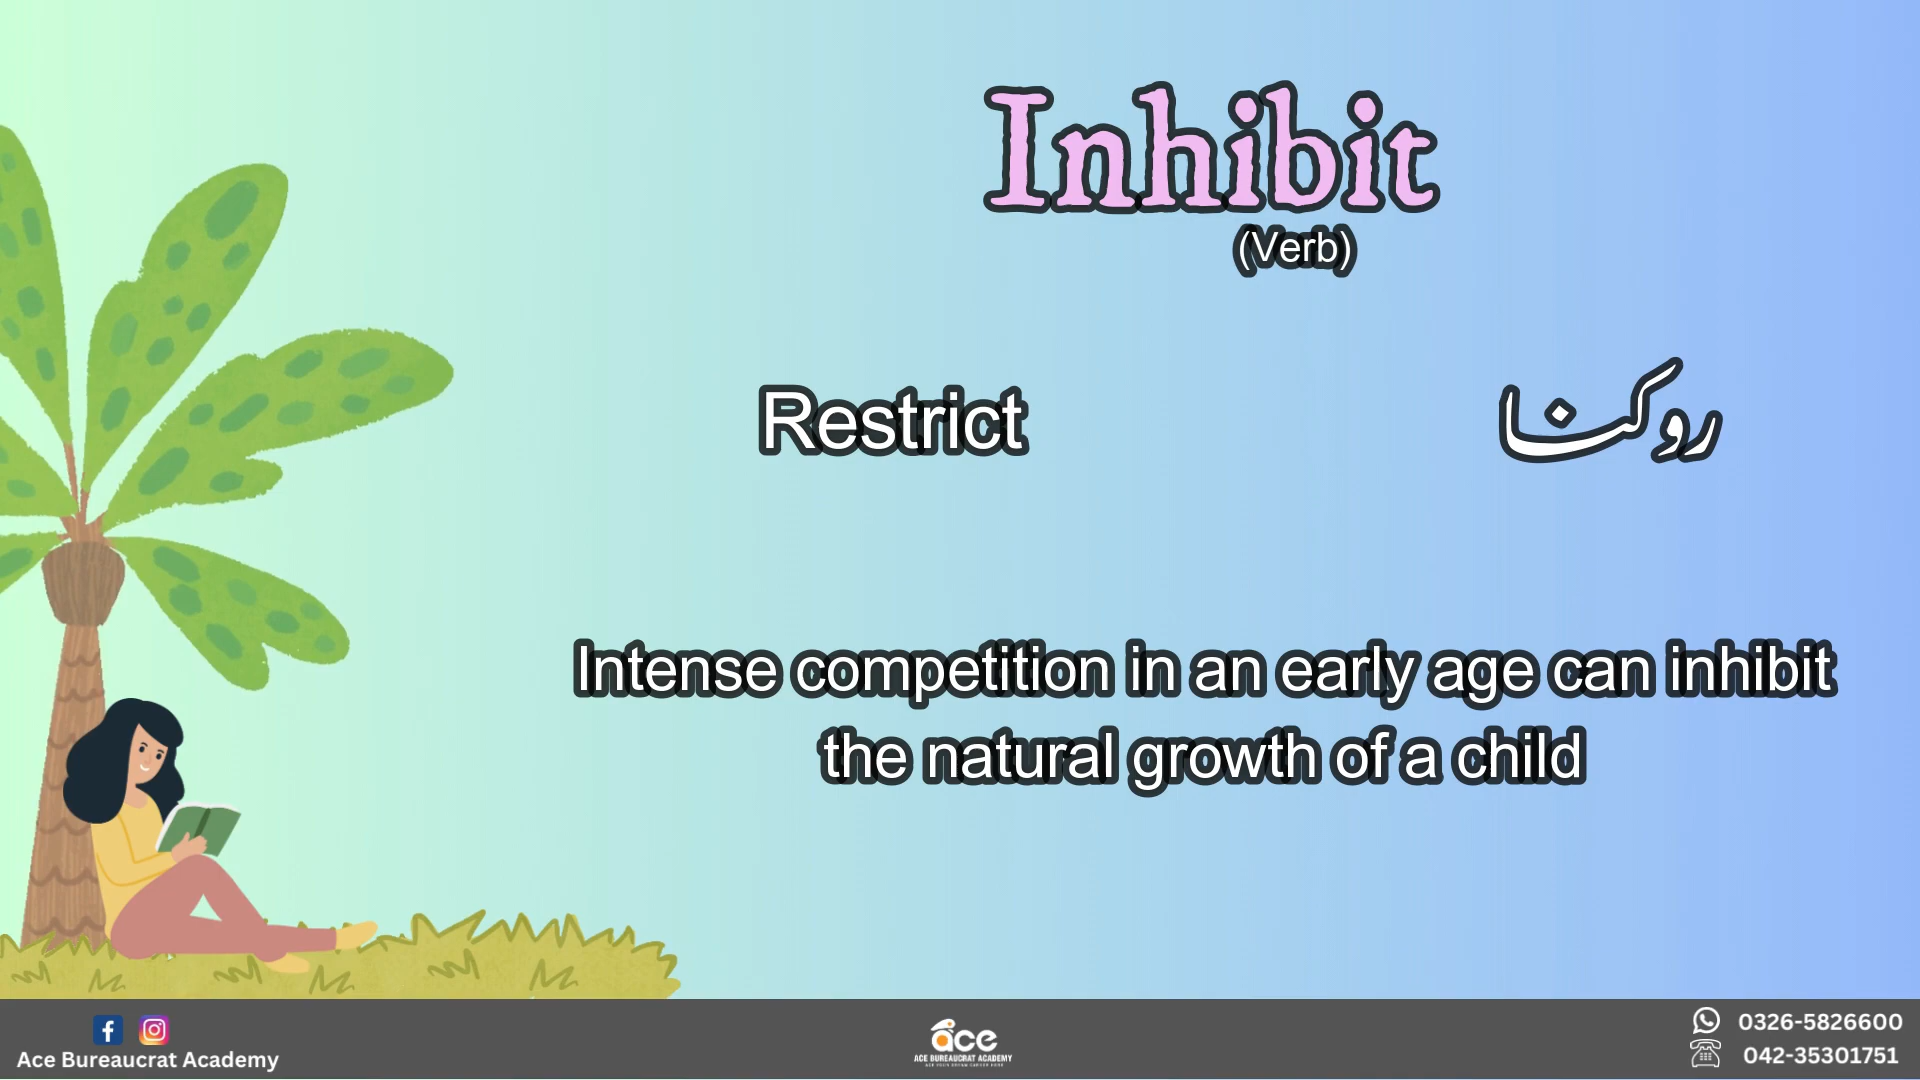 Inhibit
(Verb)
Restrict
روکنا
Intense competition in an early age can inhibit
the natural growth of a child
Ace Bureaucrat Academy
ace
ACE BUREAUCRAT ACADEMY
0326-5826600
042-35301751